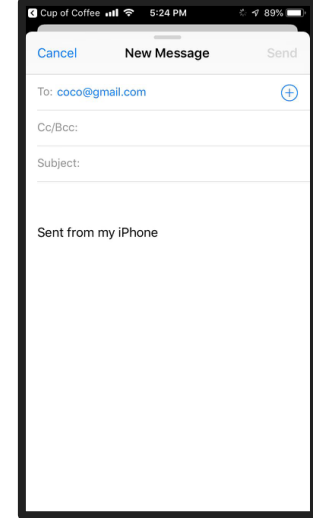 Cup of Coffee 5:24 PM 89%
Cancel New Message Send
To: coco@gmail.com
Cc/Bcc:
Subject:
Sent from my iPhone